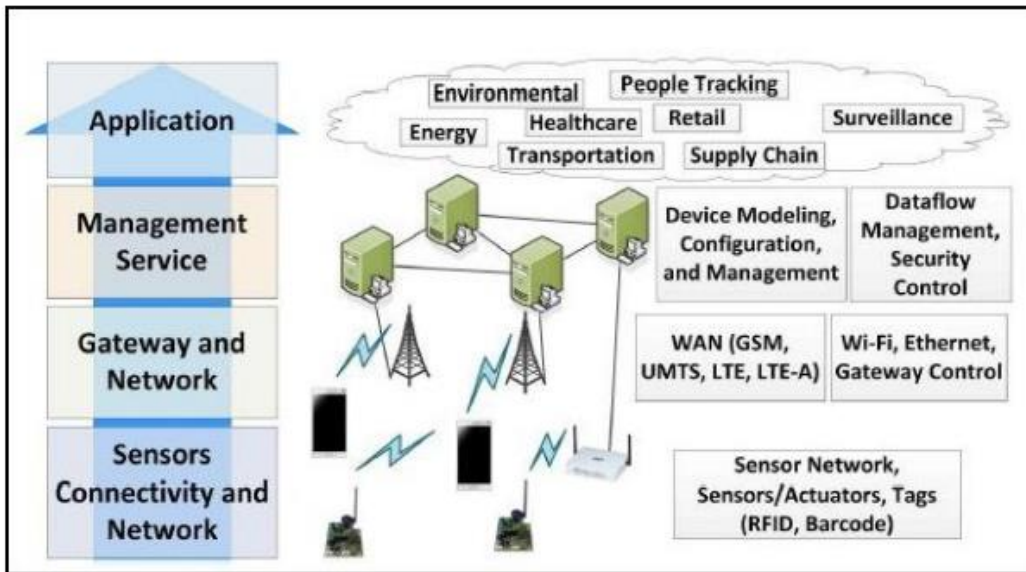 Application
Management
Service
Gateway and
Network
Sensors
Connectivity and
Network
Environmental
People Tracking
Energy
Healthcare
Retail
Surveillance
Transportation
Supply Chain
Device Modeling,
Configuration,
and Management
Dataflow
Management,
Security
Control
WAN (GSM,
UMTS, LTE, LTE-A)
Wi-Fi, Ethernet,
Gateway Control
Sensor Network,
Sensors/Actuators, Tags
(RFID, Barcode)